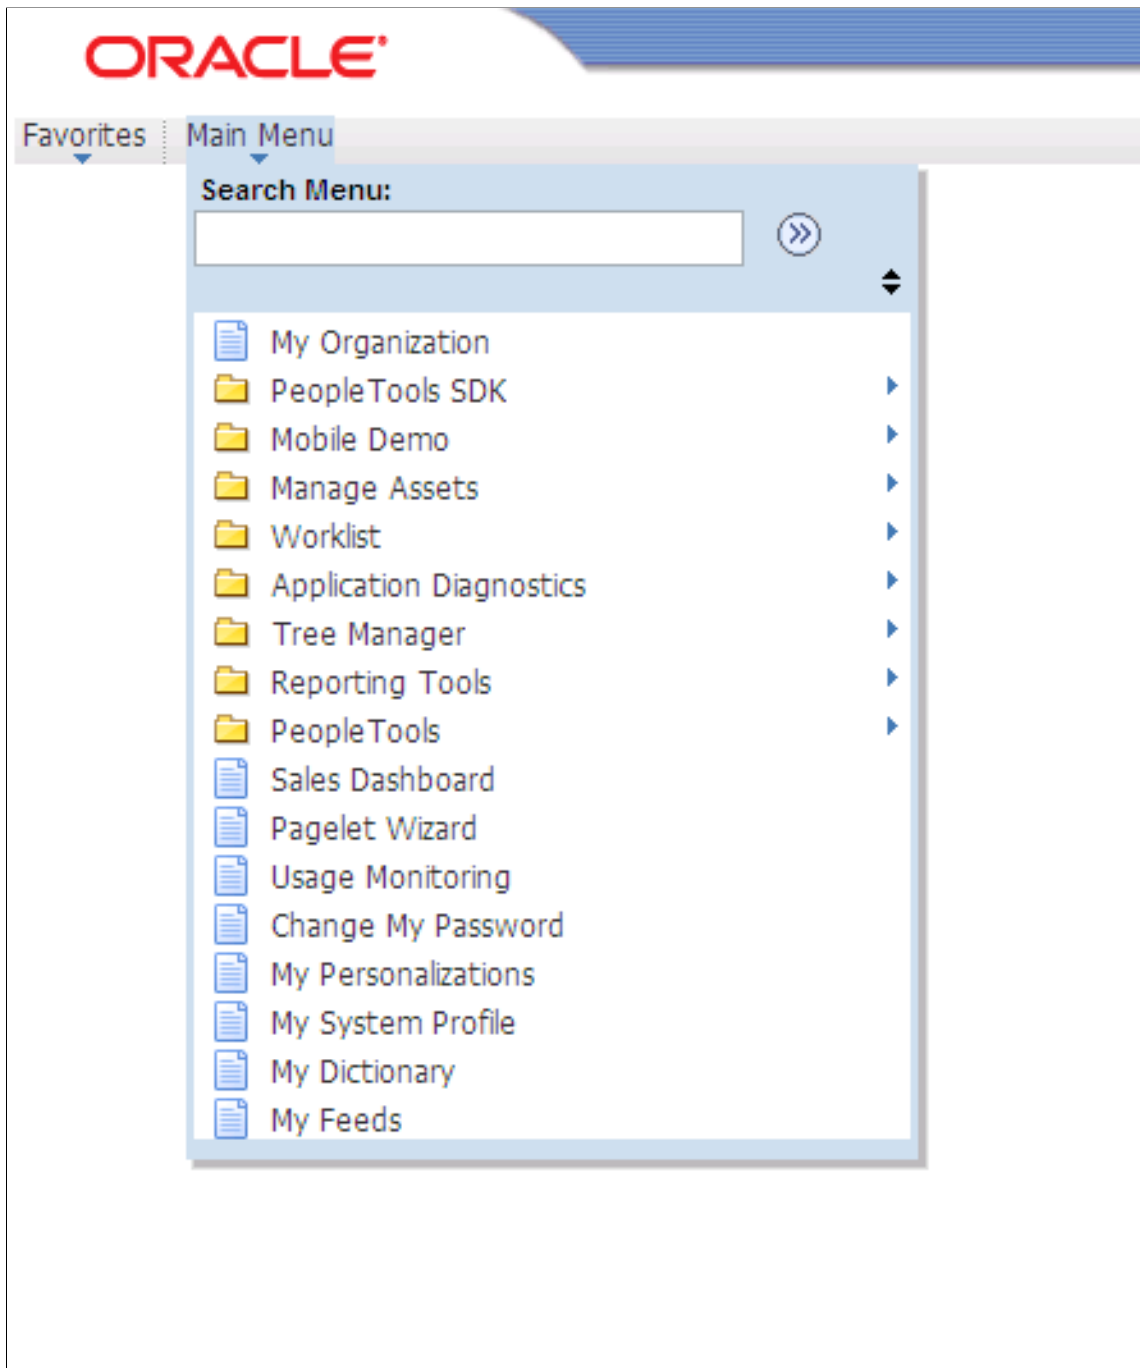 ORACLE
Favorites Main Menu
Search Menu:
My Organization
PeopleTools SDK
Mobile Demo
Manage Assets
Worklist
Application Diagnostics
Tree Manager
Reporting Tools
PeopleTools
Sales Dashboard
Pagelet Wizard
Usage Monitoring
Change My Password
My Personalizations
My System Profile
My Dictionary
My Feeds